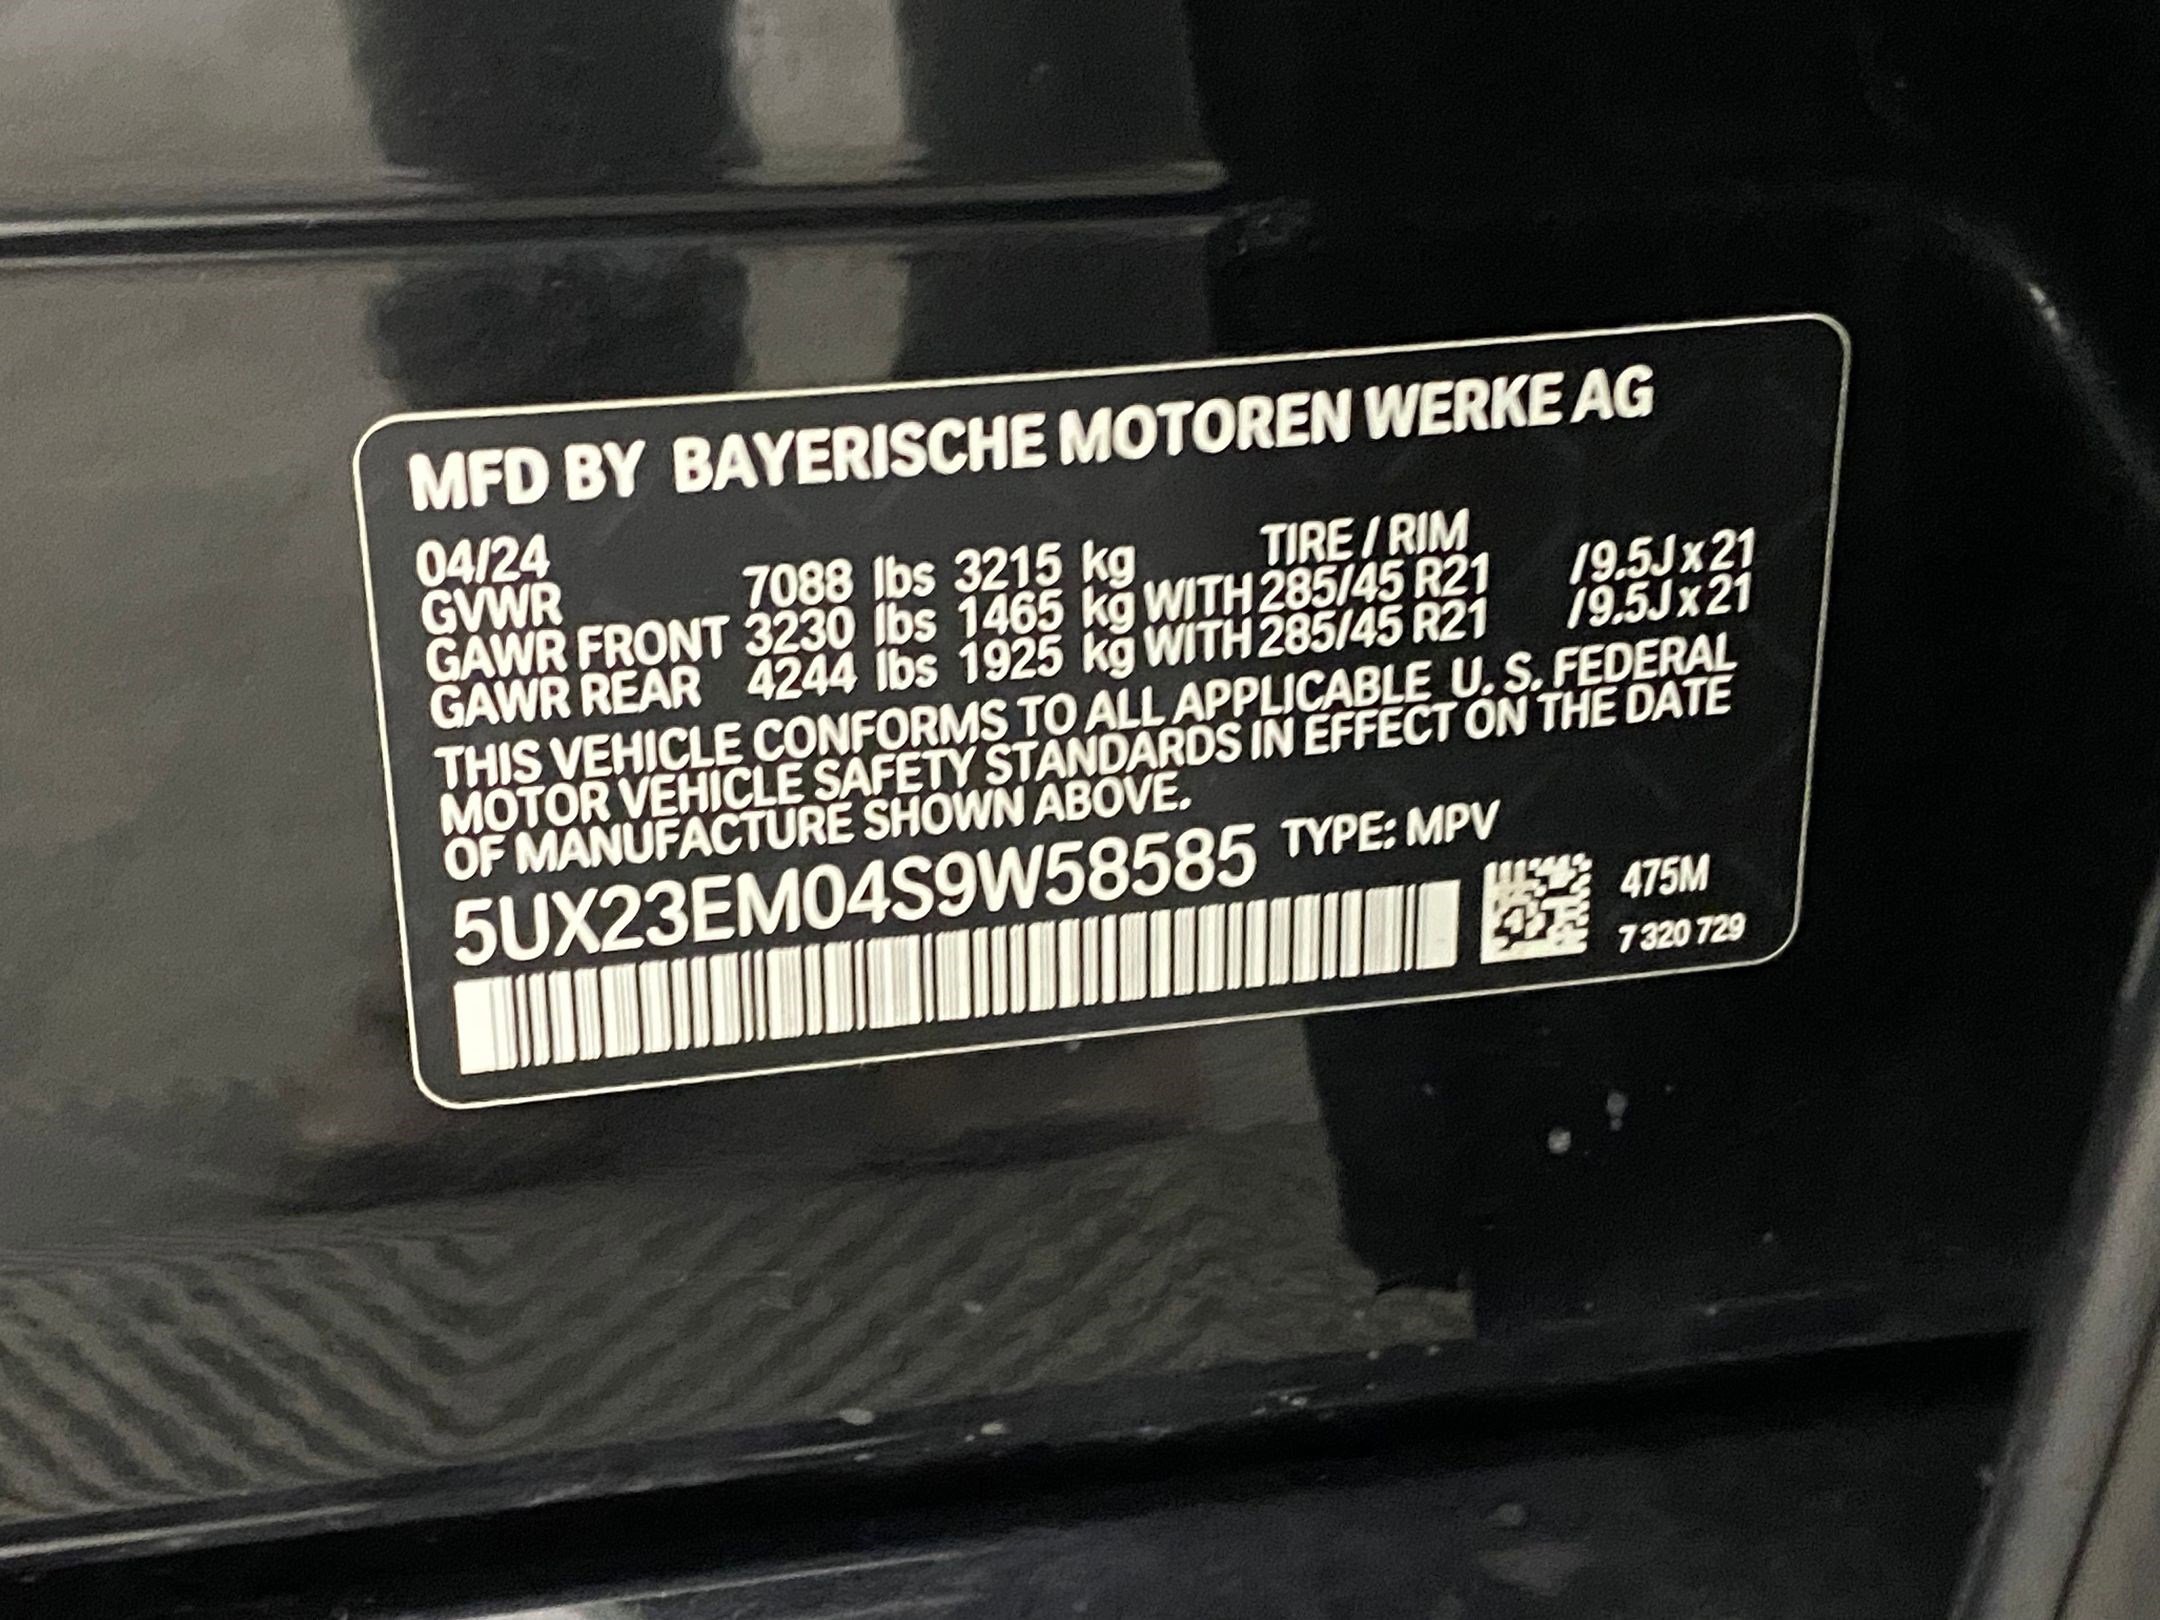 MFD BY BAYERISCHE MOTOREN WERKE AG
04/24 TIRE / RIM
GVWR 7088 lbs 3215 kg
GAWR FRONT 3230 lbs 1465 kg WITH 285/45 R21 /9.5J x 21
GAWR REAR 4244 lbs 1925 kg WITH 285/45 R21 /9.5J x 21
THIS VEHICLE CONFORMS TO ALL APPLICABLE U. S. FEDERAL
MOTOR VEHICLE SAFETY STANDARDS IN EFFECT ON THE DATE
OF MANUFACTURE SHOWN ABOVE.
5UX23EM04S9W58585 TYPE: MPV
475M
7 320 729